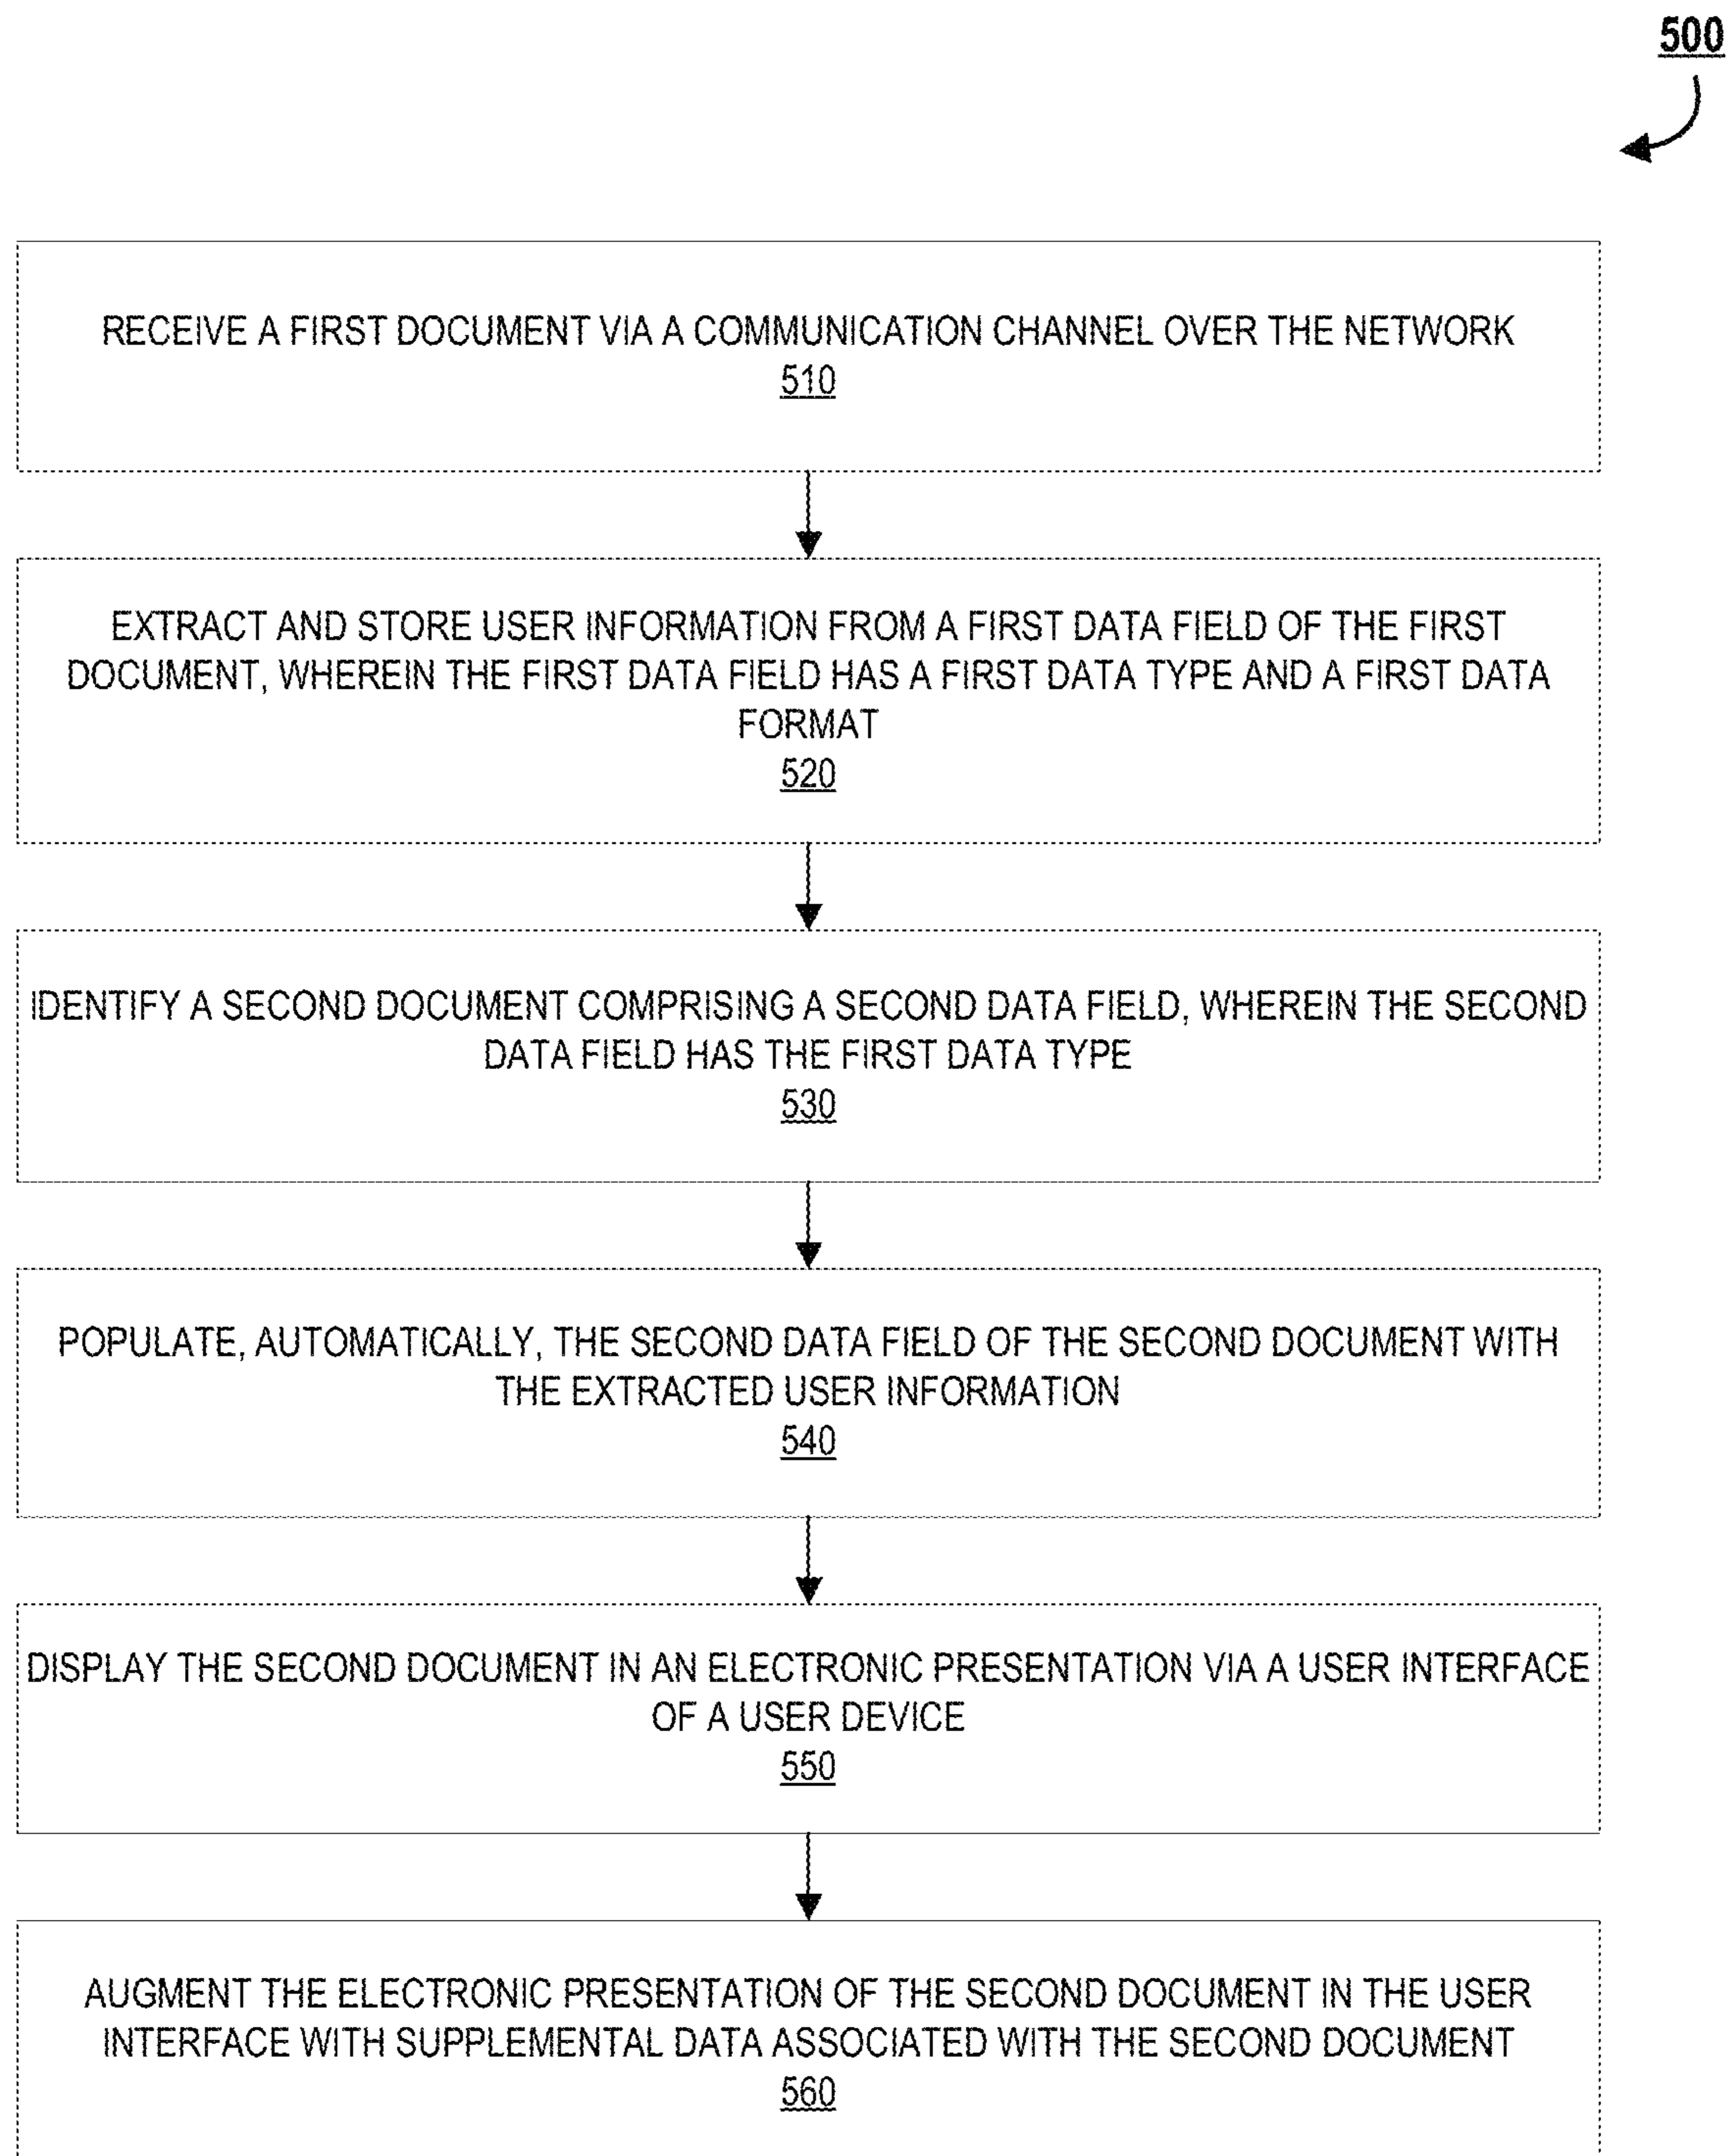 500
RECEIVE A FIRST DOCUMENT VIA A COMMUNICATION CHANNEL OVER THE NETWORK
510
EXTRACT AND STORE USER INFORMATION FROM A FIRST DATA FIELD OF THE FIRST
DOCUMENT, WHEREIN THE FIRST DATA FIELD HAS A FIRST DATA TYPE AND A FIRST DATA
FORMAT
520
IDENTIFY A SECOND DOCUMENT COMPRISING A SECOND DATA FIELD, WHEREIN THE SECOND
DATA FIELD HAS THE FIRST DATA TYPE
530
POPULATE, AUTOMATICALLY, THE SECOND DATA FIELD OF THE SECOND DOCUMENT WITH
THE EXTRACTED USER INFORMATION
540
DISPLAY THE SECOND DOCUMENT IN AN ELECTRONIC PRESENTATION VIA A USER INTERFACE
OF A USER DEVICE
550
AUGMENT THE ELECTRONIC PRESENTATION OF THE SECOND DOCUMENT IN THE USER
INTERFACE WITH SUPPLEMENTAL DATA ASSOCIATED WITH THE SECOND DOCUMENT
560